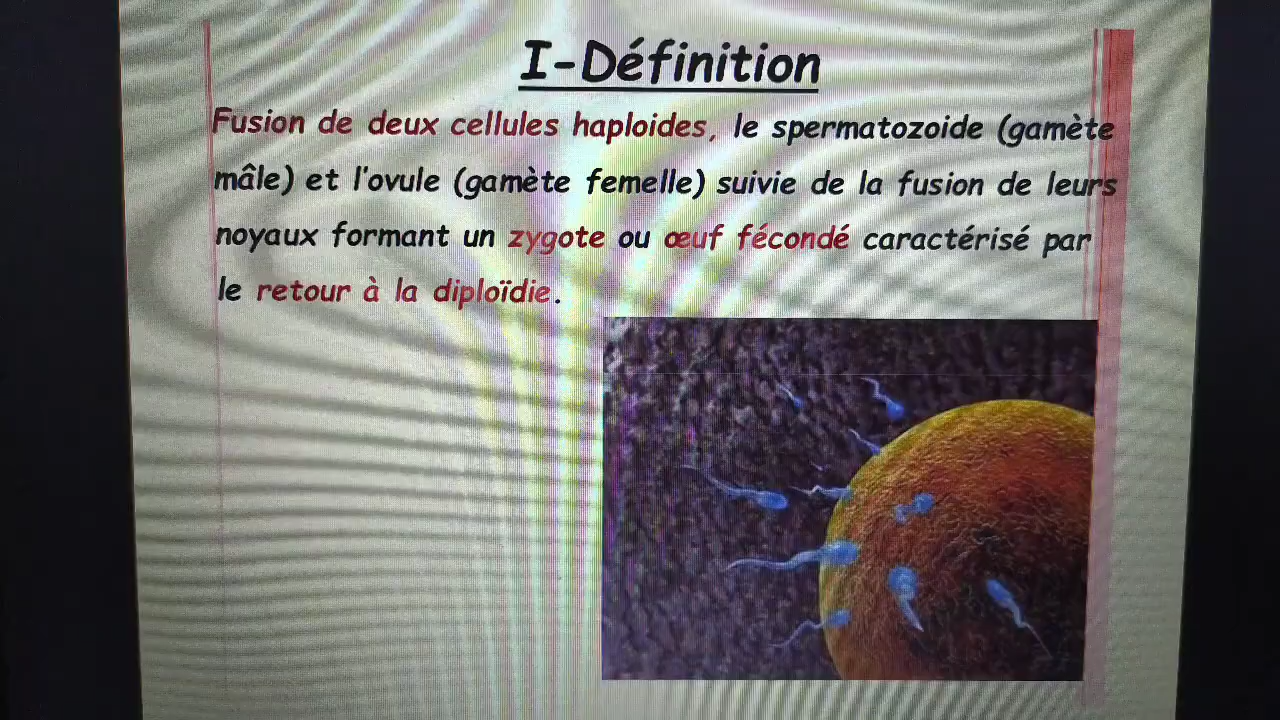 I-Définition
Fusion de deux cellules haploides, le spermatozoide (gamète
mâle) et l'ovule (gamète femelle) suivie de la fusion de leurs
noyaux formant un zygote ou œuf fécondé caractérisé par
le retour à la diploïdie.